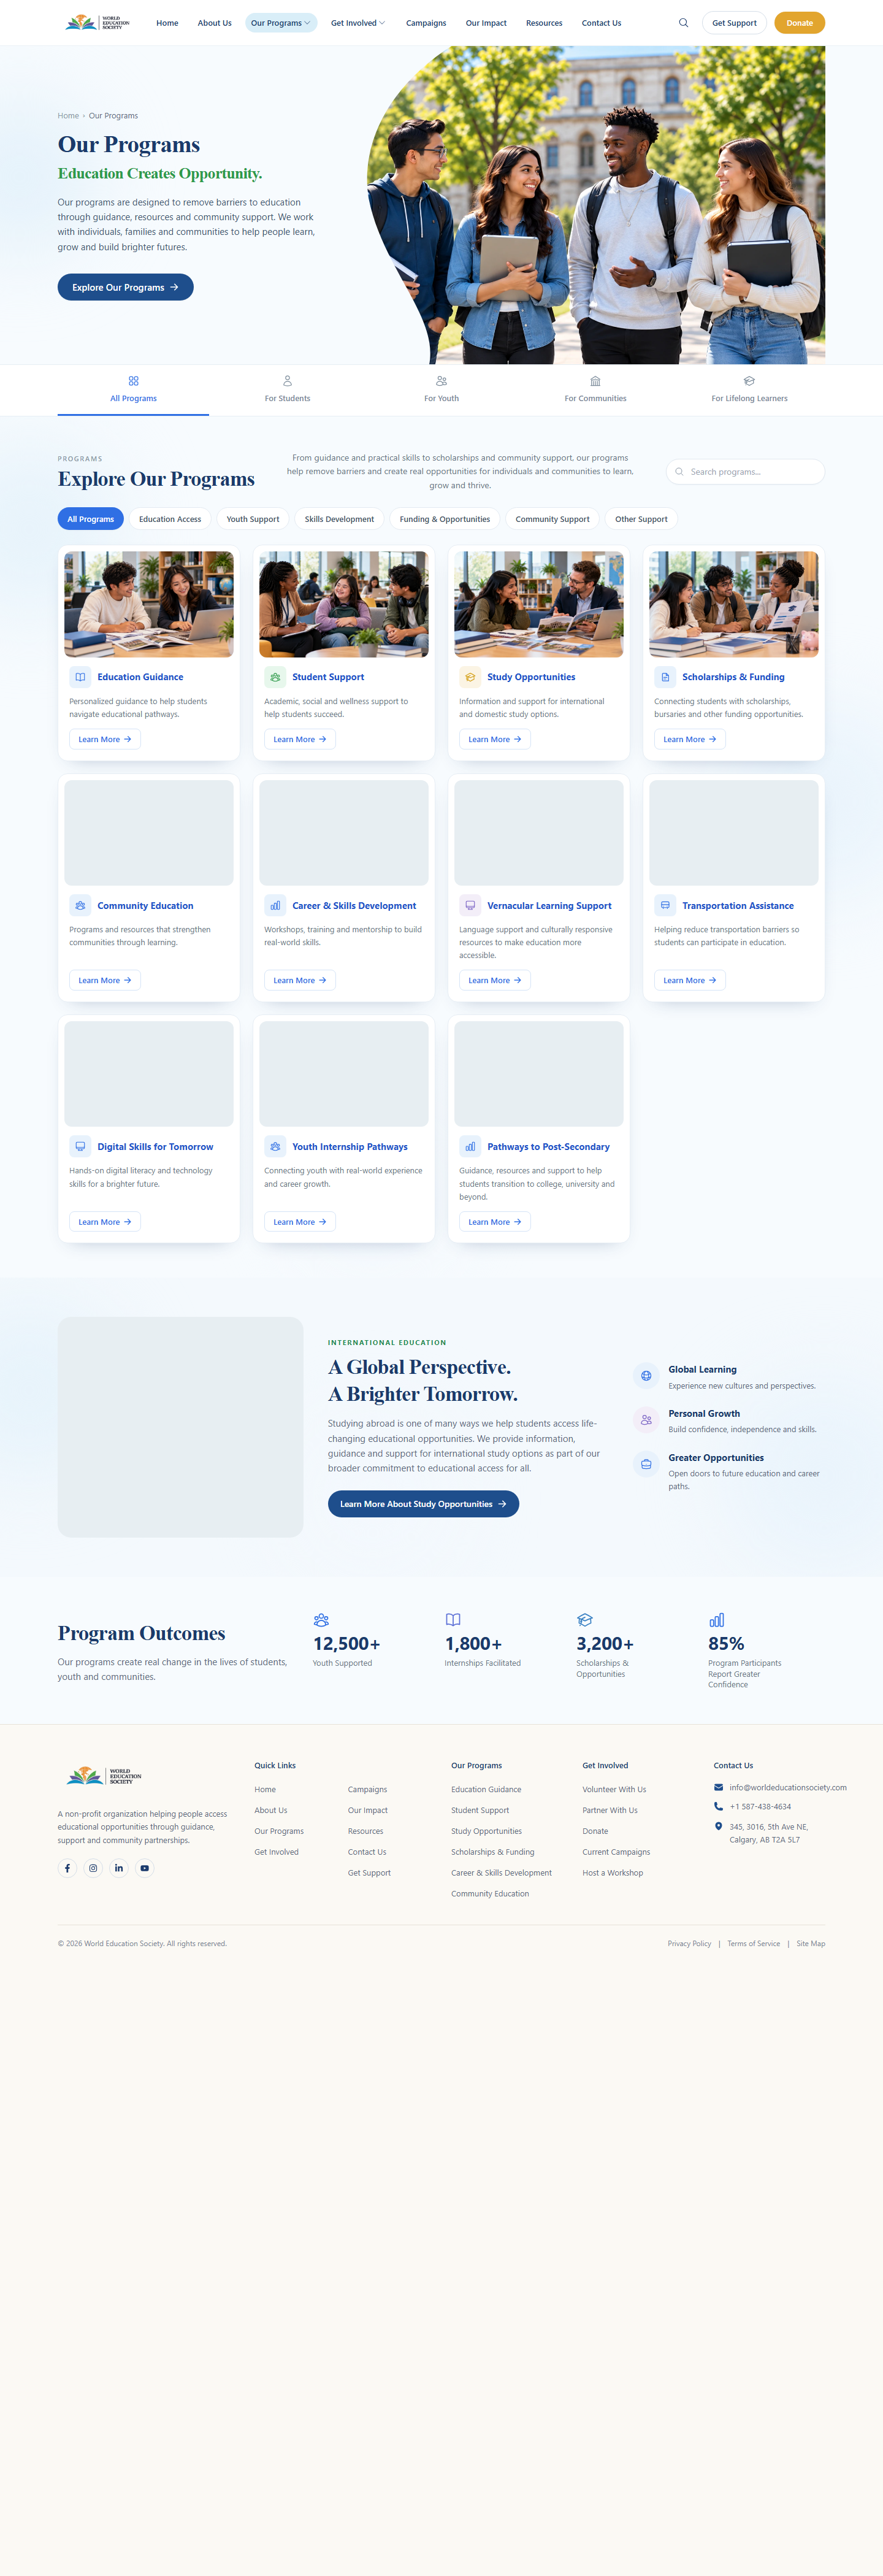 WORLD
EDUCATION
SOCIETY
Home
About Us
Our Programs
Get Involved
Campaigns
Our Impact
Resources
Contact Us
Get Support
Donate
Home › Our Programs
Our Programs
Education Creates Opportunity.
Our programs are designed to remove barriers to education
through guidance, resources and community support. We work
with individuals, families and communities to help people learn,
grow and build brighter futures.
Explore Our Programs
All Programs
For Students
For Youth
For Communities
For Lifelong Learners
PROGRAMS
Explore Our Programs
From guidance and practical skills to scholarships and community support, our programs
help remove barriers and create real opportunities for individuals and communities to learn,
grow and thrive.
Search programs...
All Programs
Education Access
Youth Support
Skills Development
Funding & Opportunities
Community Support
Other Support
Education Guidance
Personalized guidance to help students
navigate educational pathways.
Learn More
Student Support
Academic, social and wellness support to
help students succeed.
Learn More
Study Opportunities
Information and support for international
and domestic study options.
Learn More
Scholarships & Funding
Connecting students with scholarships,
bursaries and other funding opportunities.
Learn More
Community Education
Programs and resources that strengthen
communities through learning.
Learn More
Career & Skills Development
Workshops, training and mentorship to build
real-world skills.
Learn More
Vernacular Learning Support
Language support and culturally responsive
resources to make education more
accessible.
Learn More
Transportation Assistance
Helping reduce transportation barriers so
students can participate in education.
Learn More
Digital Skills for Tomorrow
Hands-on digital literacy and technology
skills for a brighter future.
Learn More
Youth Internship Pathways
Connecting youth with real-world experience
and career growth.
Learn More
Pathways to Post-Secondary
Guidance, resources and support to help
students transition to college, university and
beyond.
Learn More
INTERNATIONAL EDUCATION
A Global Perspective.
A Brighter Tomorrow.
Studying abroad is one of many ways we help students access life-
changing educational opportunities. We provide information,
guidance and support for international study options as part of our
broader commitment to educational access for all.
Learn More About Study Opportunities
Global Learning
Experience new cultures and perspectives.
Personal Growth
Build confidence, independence and skills.
Greater Opportunities
Open doors to future education and career
paths.
Program Outcomes
Our programs create real change in the lives of students,
youth and communities.
12,500+
Youth Supported
1,800+
Internships Facilitated
3,200+
Scholarships &
Opportunities
85%
Program Participants
Report Greater
Confidence
WORLD
EDUCATION
SOCIETY
A non-profit organization helping people access
educational opportunities through guidance,
support and community partnerships.
Quick Links
Home
About Us
Our Programs
Get Involved
Campaigns
Our Impact
Resources
Contact Us
Get Support
Our Programs
Education Guidance
Student Support
Study Opportunities
Scholarships & Funding
Career & Skills Development
Community Education
Get Involved
Volunteer With Us
Partner With Us
Donate
Current Campaigns
Host a Workshop
Contact Us
info@worldeducationsociety.com
+1 587-438-4634
345, 3016, 5th Ave NE,
Calgary, AB T2A 5L7
© 2026 World Education Society. All rights reserved.
Privacy Policy | Terms of Service | Site Map